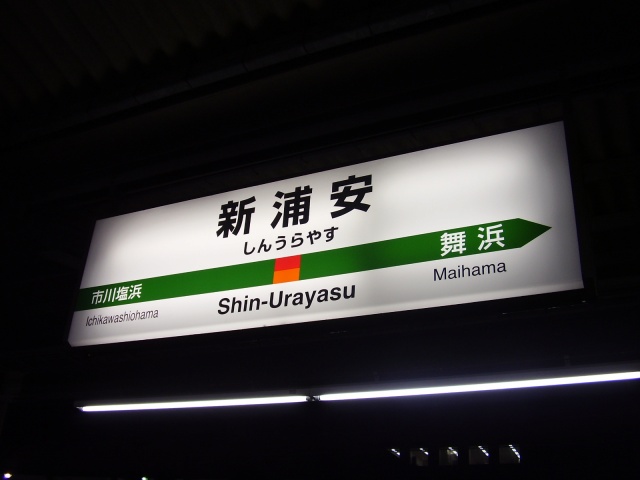 新浦安
しんうらやす
市川塩浜
舞浜
Ichikawashiohama
Shin-Urayasu
Maihama